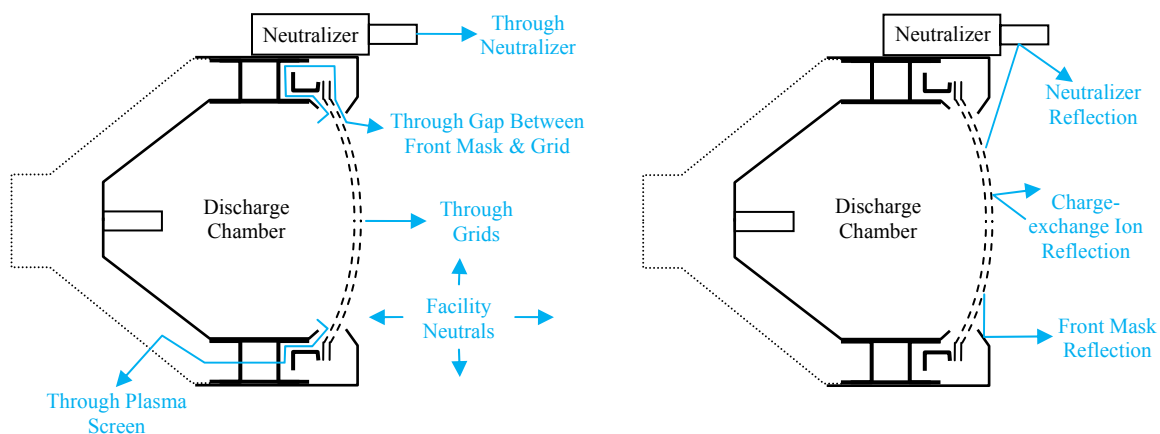 Neutralizer
Through
Neutralizer
Through Gap Between
Front Mask & Grid
Discharge
Chamber
Through
Grids
Facility
Neutrals
Through Plasma
Screen
Neutralizer
Neutralizer
Reflection
Discharge
Chamber
Charge-
exchange Ion
Reflection
Front Mask
Reflection